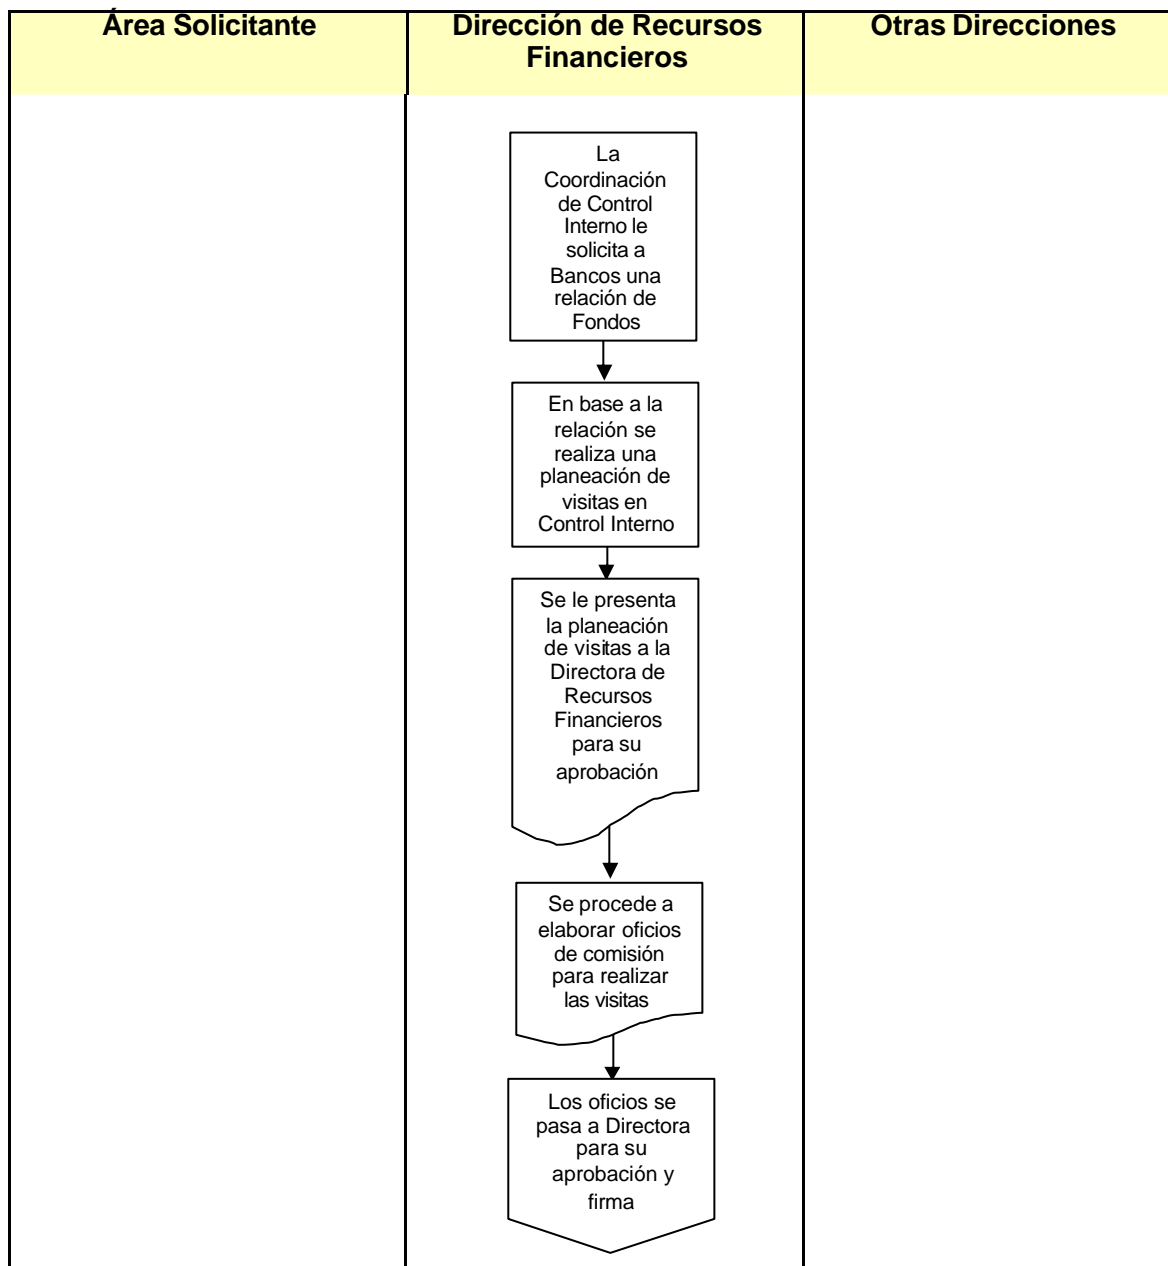 Área Solicitante
Dirección de Recursos
Financieros
Otras Direcciones
La
Coordinación
de Control
Interno le
solicita a
Bancos una
relación de
Fondos
En base a la
relación se
realiza una
planeación de
visitas en
Control Interno
Se le presenta
la planeación
de visitas a la
Directora de
Recursos
Financieros
para su
aprobación
Se procede a
elaborar oficios
de comisión
para realizar
las visitas
Los oficios se
pasa a Directora
para su
aprobación y
firma